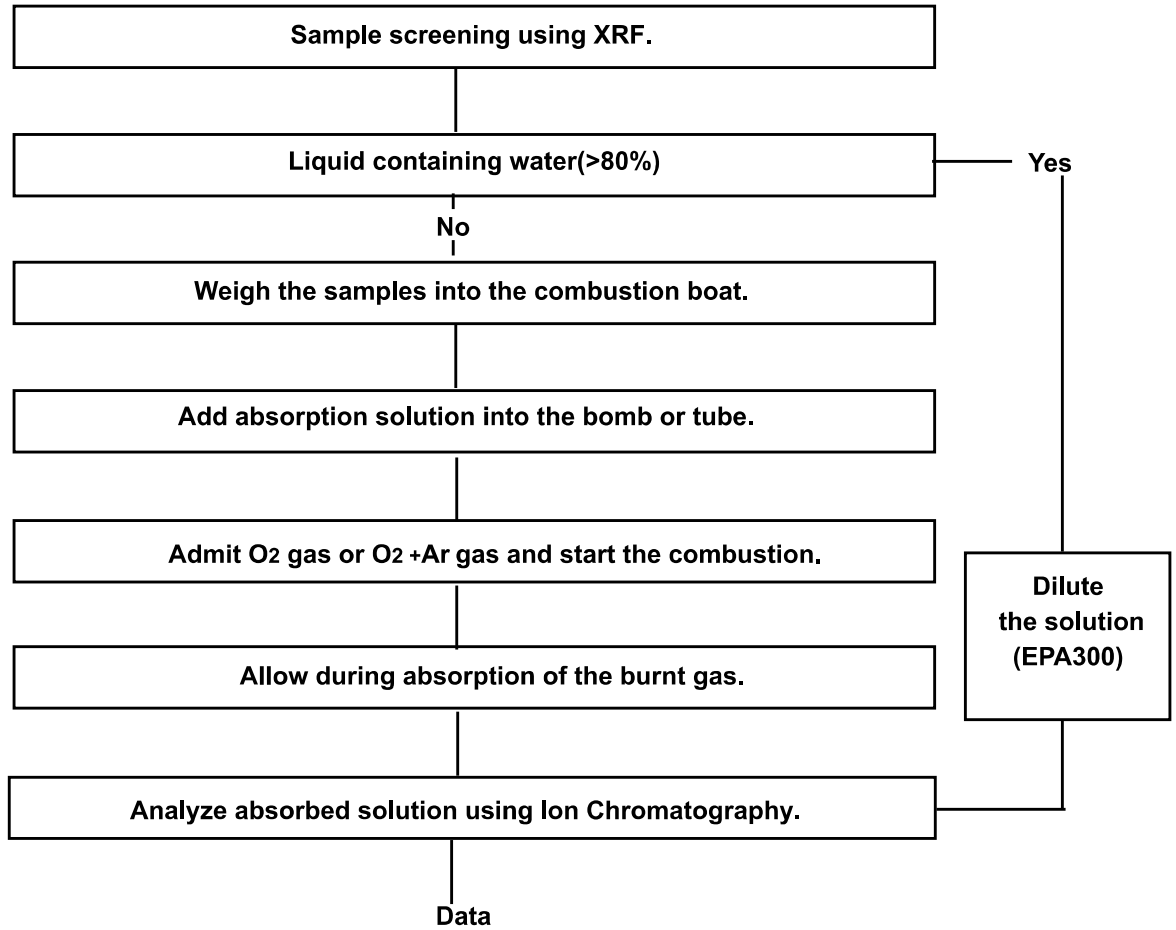 Sample screening using XRF.
Liquid containing water(>80%)
Yes
No
Weigh the samples into the combustion boat.
Add absorption solution into the bomb or tube.
Admit O2 gas or O2 +Ar gas and start the combustion.
Dilute
the solution
(EPA300)
Allow during absorption of the burnt gas.
Analyze absorbed solution using Ion Chromatography.
Data